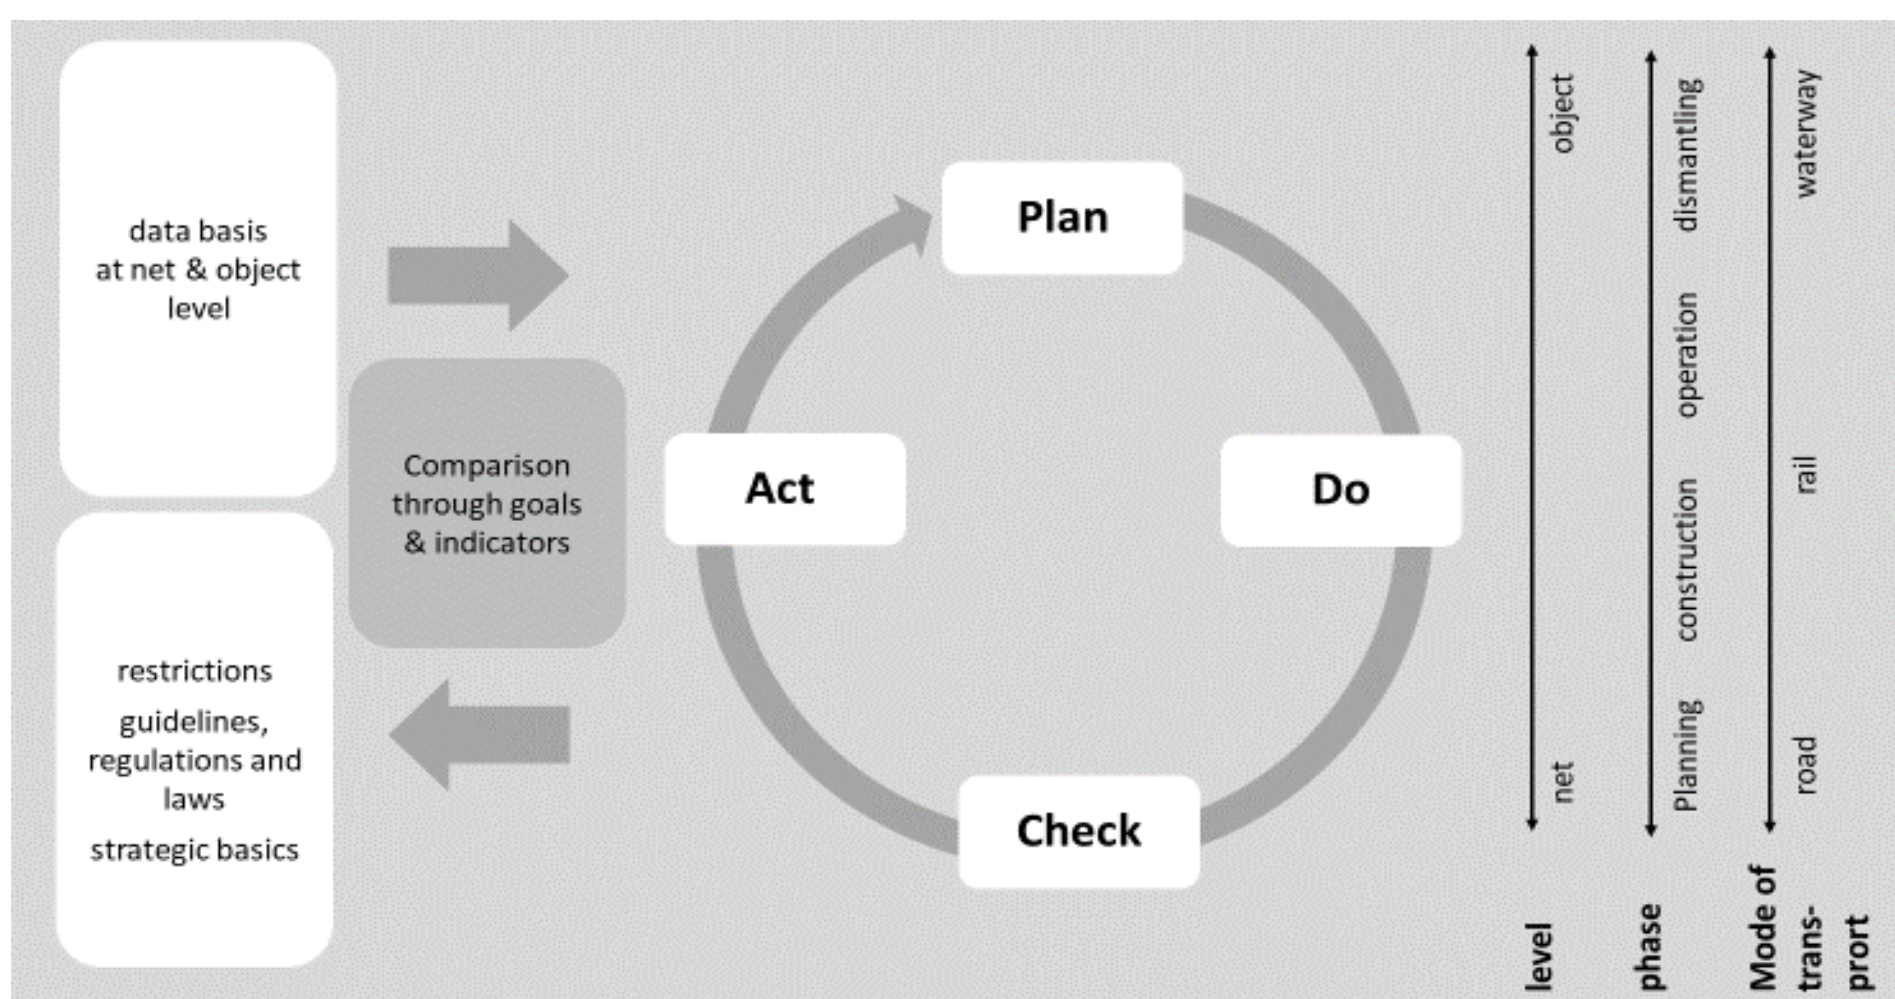 data basis
at net & object
level
restrictions
guidelines,
regulations and
laws
strategic basics
Comparison
through goals
& indicators
Plan
Do
Check
Act
object
net
level
dismantling
operation
construction
Planning
phase
waterway
rail
road
Mode of
trans-
prort